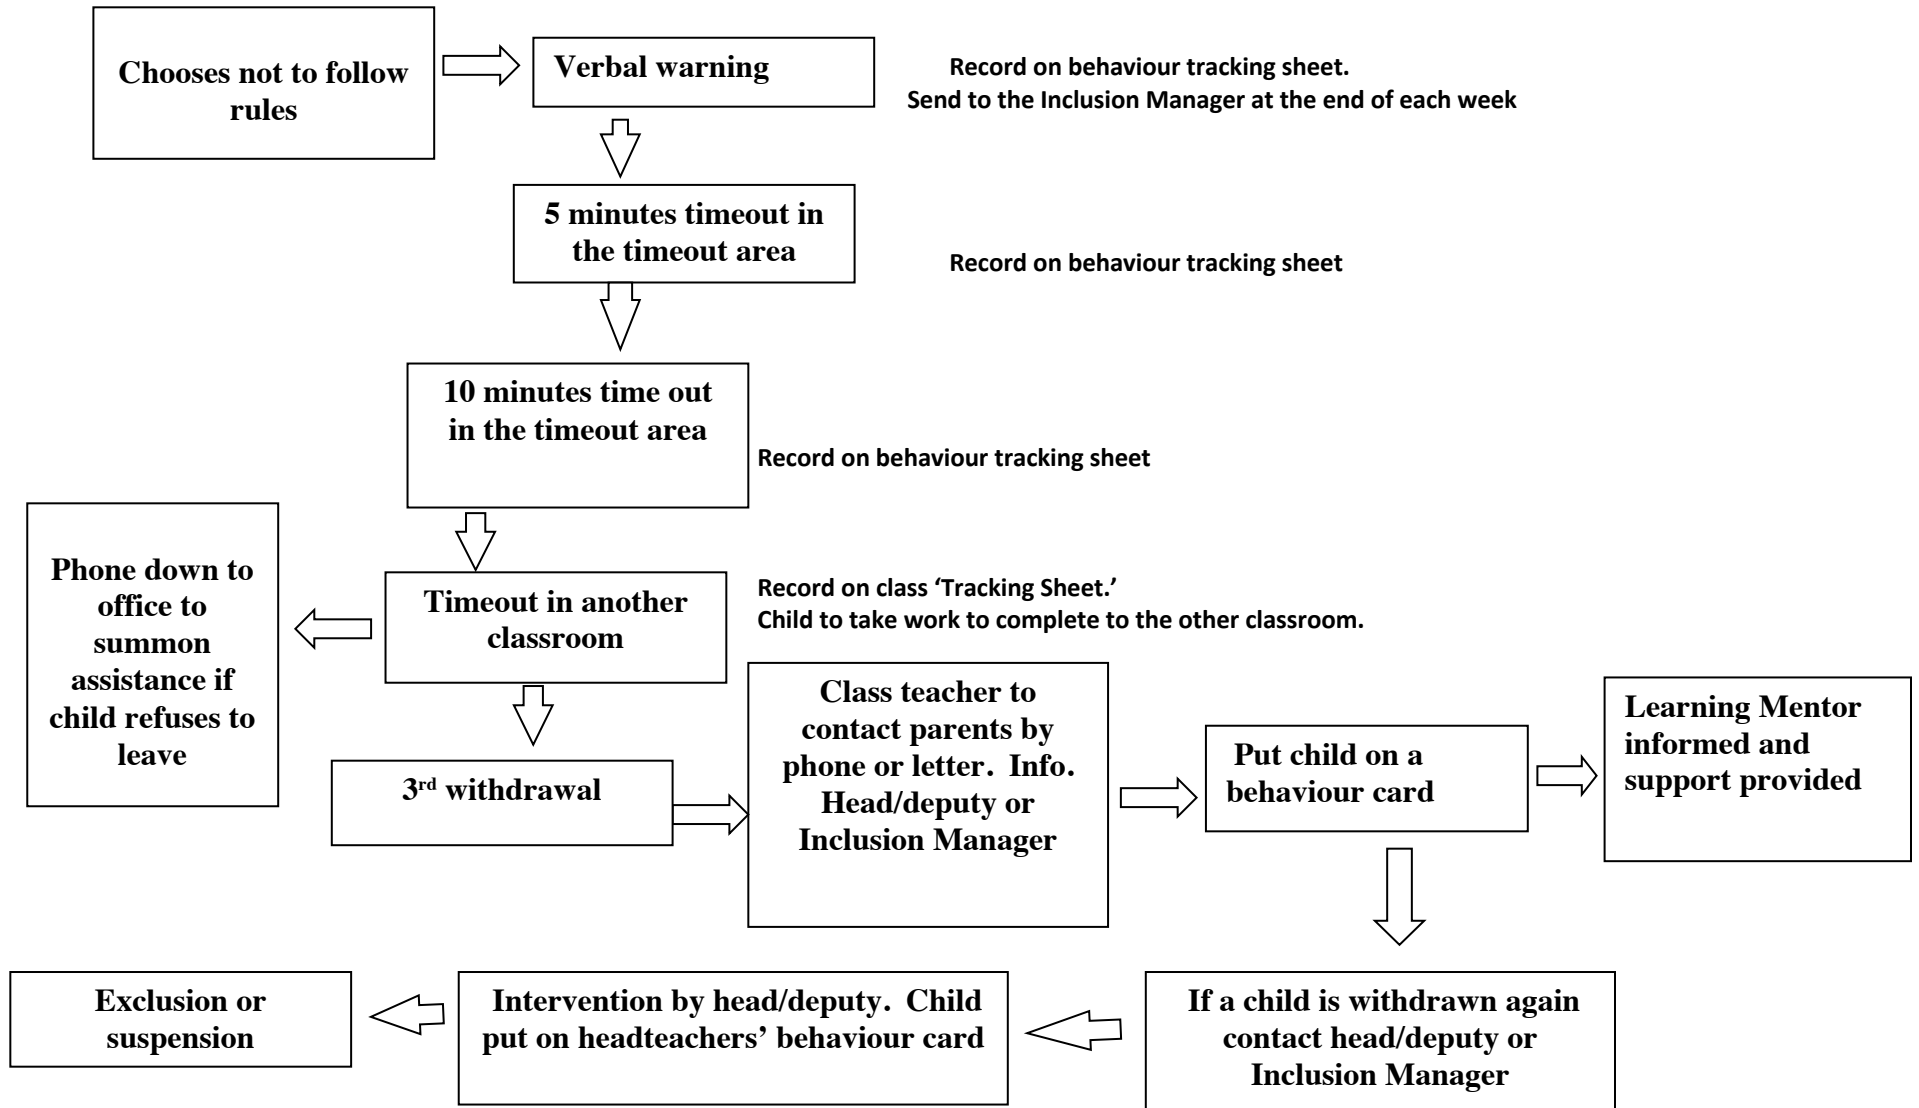 Chooses not to follow
rules
Verbal warning
Record on behaviour tracking sheet.
Send to the Inclusion Manager at the end of each week
5 minutes timeout in
the timeout area
Record on behaviour tracking sheet
10 minutes time out
in the timeout area
Record on behaviour tracking sheet
Phone down to
office to
summon
assistance if
child refuses to
leave
Timeout in another
classroom
Record on class ‘Tracking Sheet.’
Child to take work to complete to the other classroom.
3rd withdrawal
Class teacher to
contact parents by
phone or letter.  Info.
Head/deputy or
Inclusion Manager
Put child on a
behaviour card
Learning Mentor
informed and
support provided
If a child is withdrawn again
contact head/deputy or
Inclusion Manager
Intervention by head/deputy.  Child
put on headteachers’ behaviour card
Exclusion or
suspension